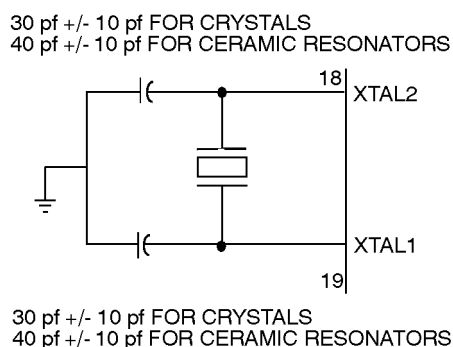 30 pf +/- 10 pf FOR CRYSTALS
40 pf +/- 10 pf FOR CERAMIC RESONATORS
18
XTAL2
XTAL1
19
30 pf +/- 10 pf FOR CRYSTALS
40 pf +/- 10 pf FOR CERAMIC RESONATORS